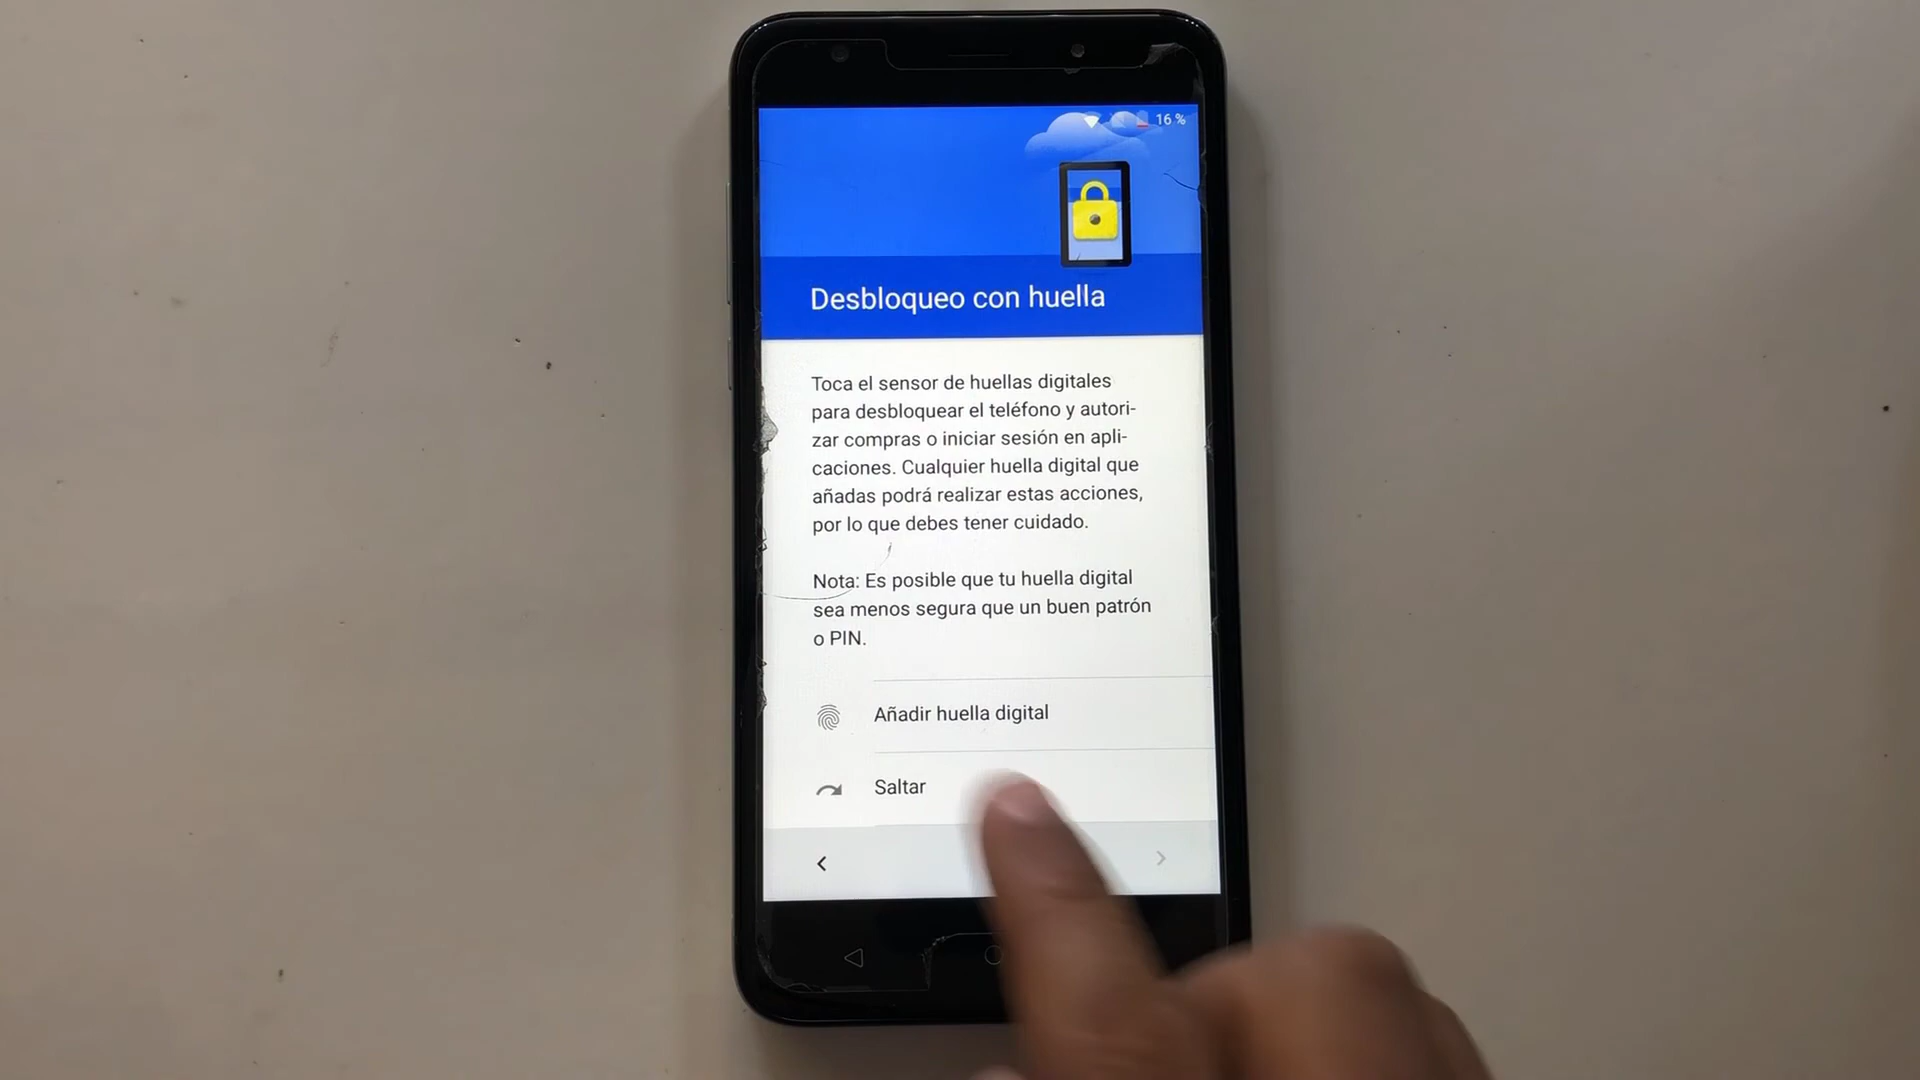 16 %
Desbloqueo con huella
Toca el sensor de huellas digitales
para desbloquear el teléfono y autori-
zar compras o iniciar sesión en apli-
caciones. Cualquier huella digital que
añadas podrá realizar estas acciones,
por lo que debes tener cuidado.
Nota: Es posible que tu huella digital
sea menos segura que un buen patrón
o PIN.
Añadir huella digital
Saltar